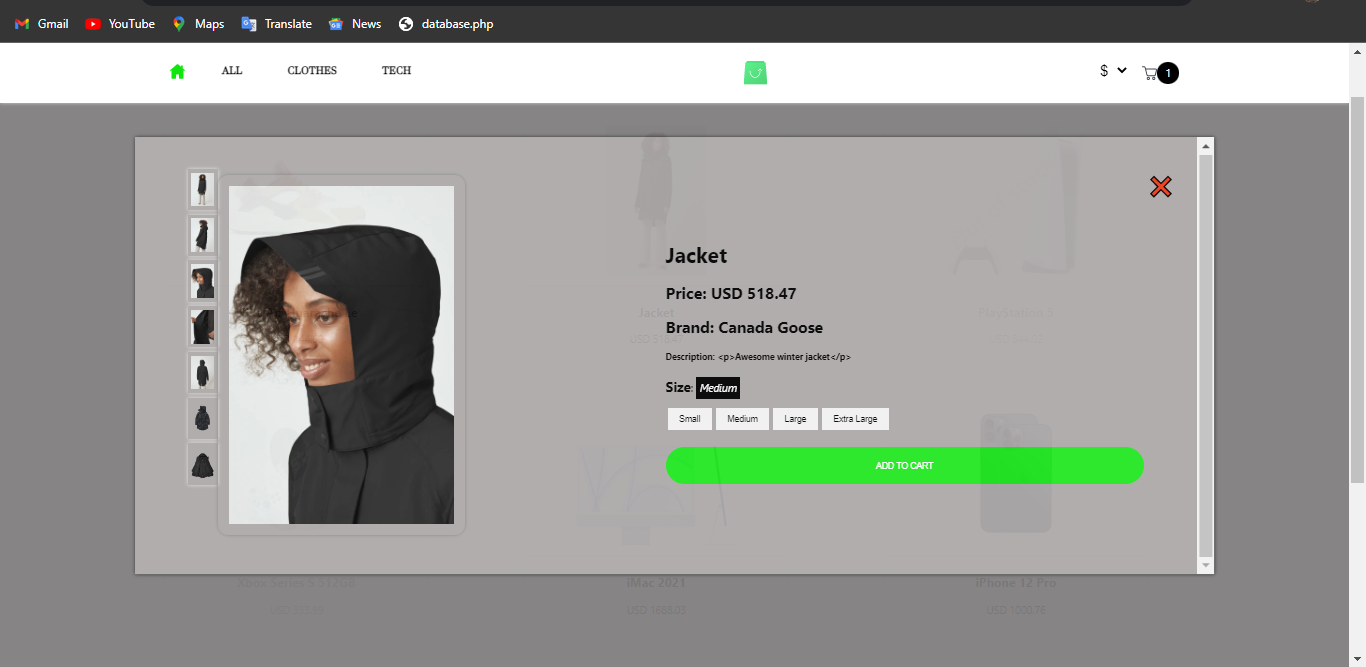 Gmail YouTube Maps Translate News database.php
ALL CLOTHES TECH $ 1
Jacket
Price: USD 518.47
Brand: Canada Goose
Jacket
PlayStation 5
USD 518.47
Description: <p>Awesome winter jacket</p>
Size: Medium
Small Medium Large Extra Large
ADD TO CART
Xbox Series S 512GB
iMac 2021
iPhone 12 Pro
USD 1688.03
USD 1000.76